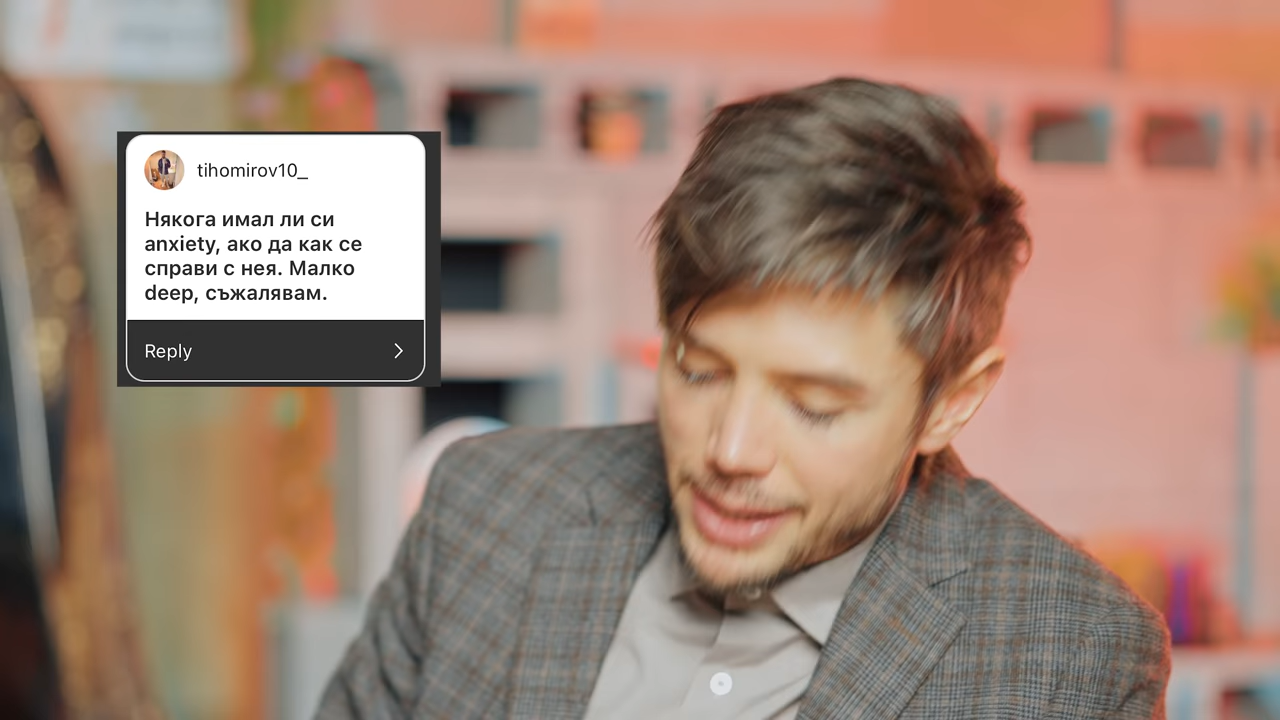 tihomirov10_
Някога имал ли си
anxiety, ако да как се
справи с нея. Малко
deep, съжалявам.
Reply